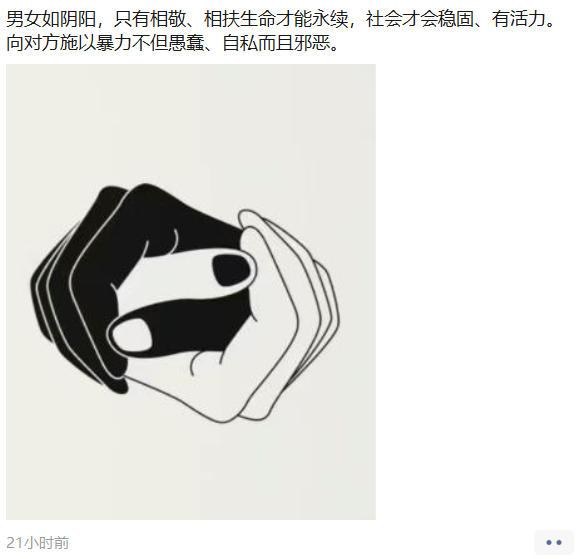 男女如阴阳，只有相敬、相扶生命才能永续，社会才会稳固、有活力。
向对方施以暴力不但愚蠢、自私而且邪恶。
21小时前